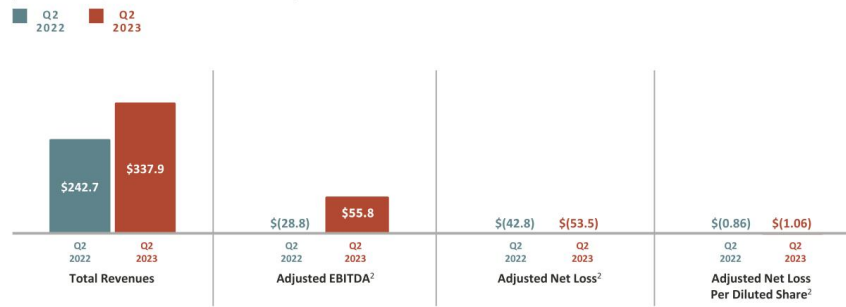 Q2 Q2
2022 2023
$242.7
$337.9
Q2 Q2
2022 2023
Total Revenues
$(28.8)
$55.8
Q2 Q2
2022 2023
Adjusted EBITDA²
$(42.8) $(53.5)
Q2 Q2
2022 2023
Adjusted Net Loss²
$(0.86) $(1.06)
Q2 Q2
2022 2023
Adjusted Net Loss
Per Diluted Share²